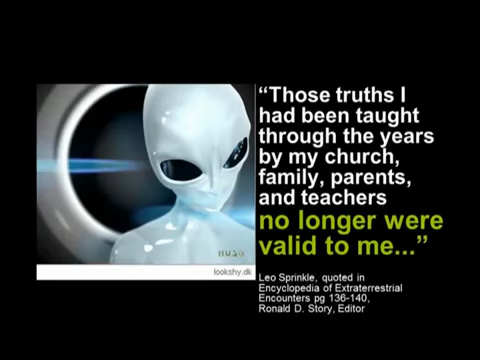 “Those truths I
had been taught
through the years
by my church,
family, parents,
and teachers
no longer were
valid to me...”
lookshy.dk
Leo Sprinkle, quoted in
Encyclopedia of Extraterrestrial
Encounters pg 136-140,
Ronald D. Story, Editor